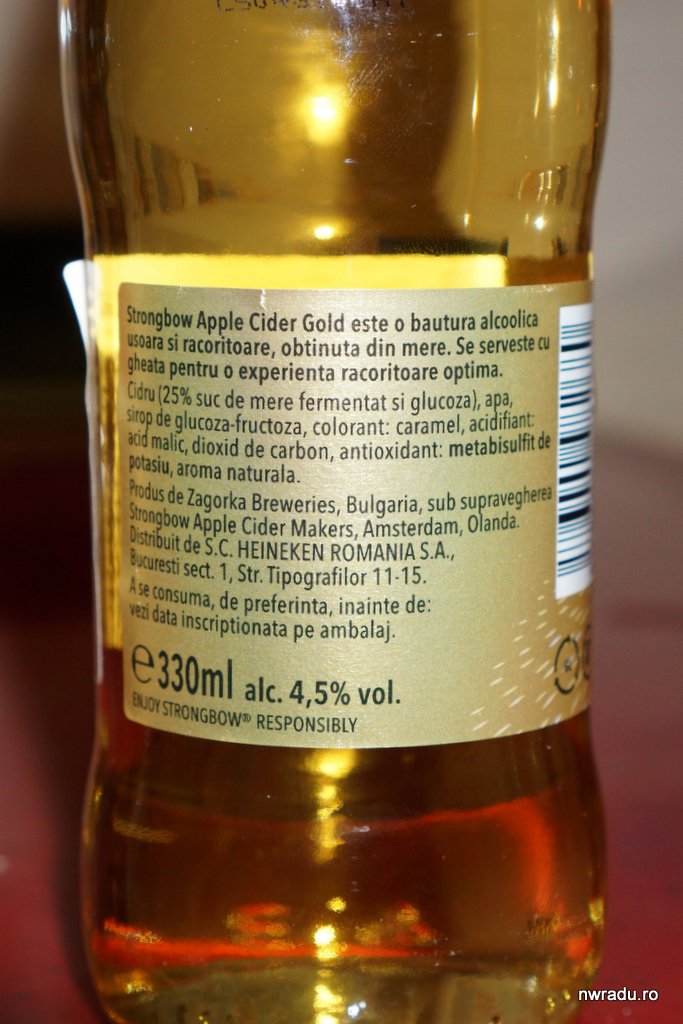 Strongbow Apple Cider Gold este o bautura alcoolica
usoara si racoritoare, obtinuta din mere. Se serveste cu
gheata pentru o experienta racoritoare optima.
Cidru (25% suc de mere fermentat si glucoza), apa,
sirop de glucoza-fructoza, colorant: caramel, acidifiant:
acid malic, dioxid de carbon, antioxidant: metabisulfit de
potasiu, aroma naturala.
Produs de Zagorka Breweries, Bulgaria, sub supravegherea
Strongbow Apple Cider Makers, Amsterdam, Olanda.
Distribuit de S.C. HEINEKEN ROMANIA S.A.,
Bucuresti sect. 1, Str. Tipografilor 11-15.
A se consuma, de preferinta, inainte de:
vezi data inscriptionata pe ambalaj.
℮330ml alc. 4,5% vol.
ENJOY STRONGBOW® RESPONSIBLY
nwradu.ro